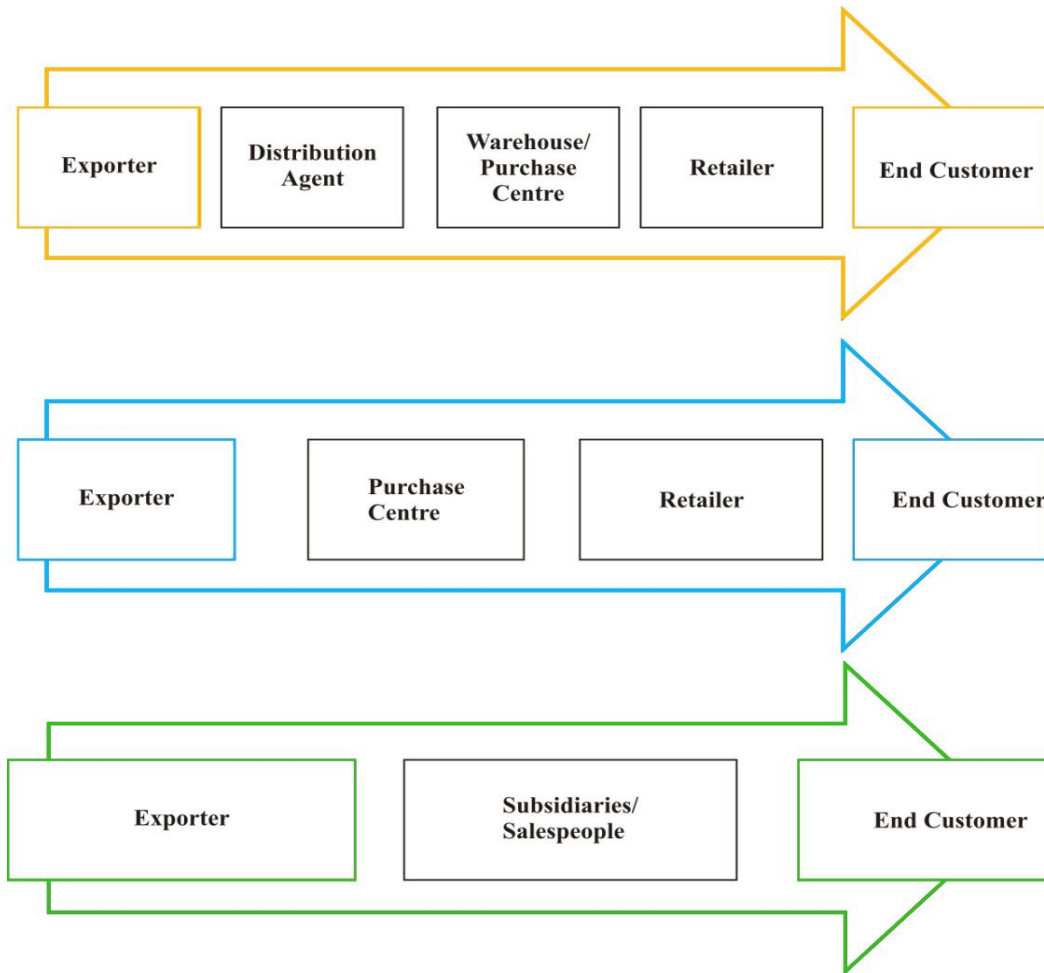 Exporter
Distribution
Agent
Warehouse/
Purchase
Centre
Retailer
End Customer
Exporter
Purchase
Centre
Retailer
End Customer
Exporter
Subsidiaries/
Salespeople
End Customer